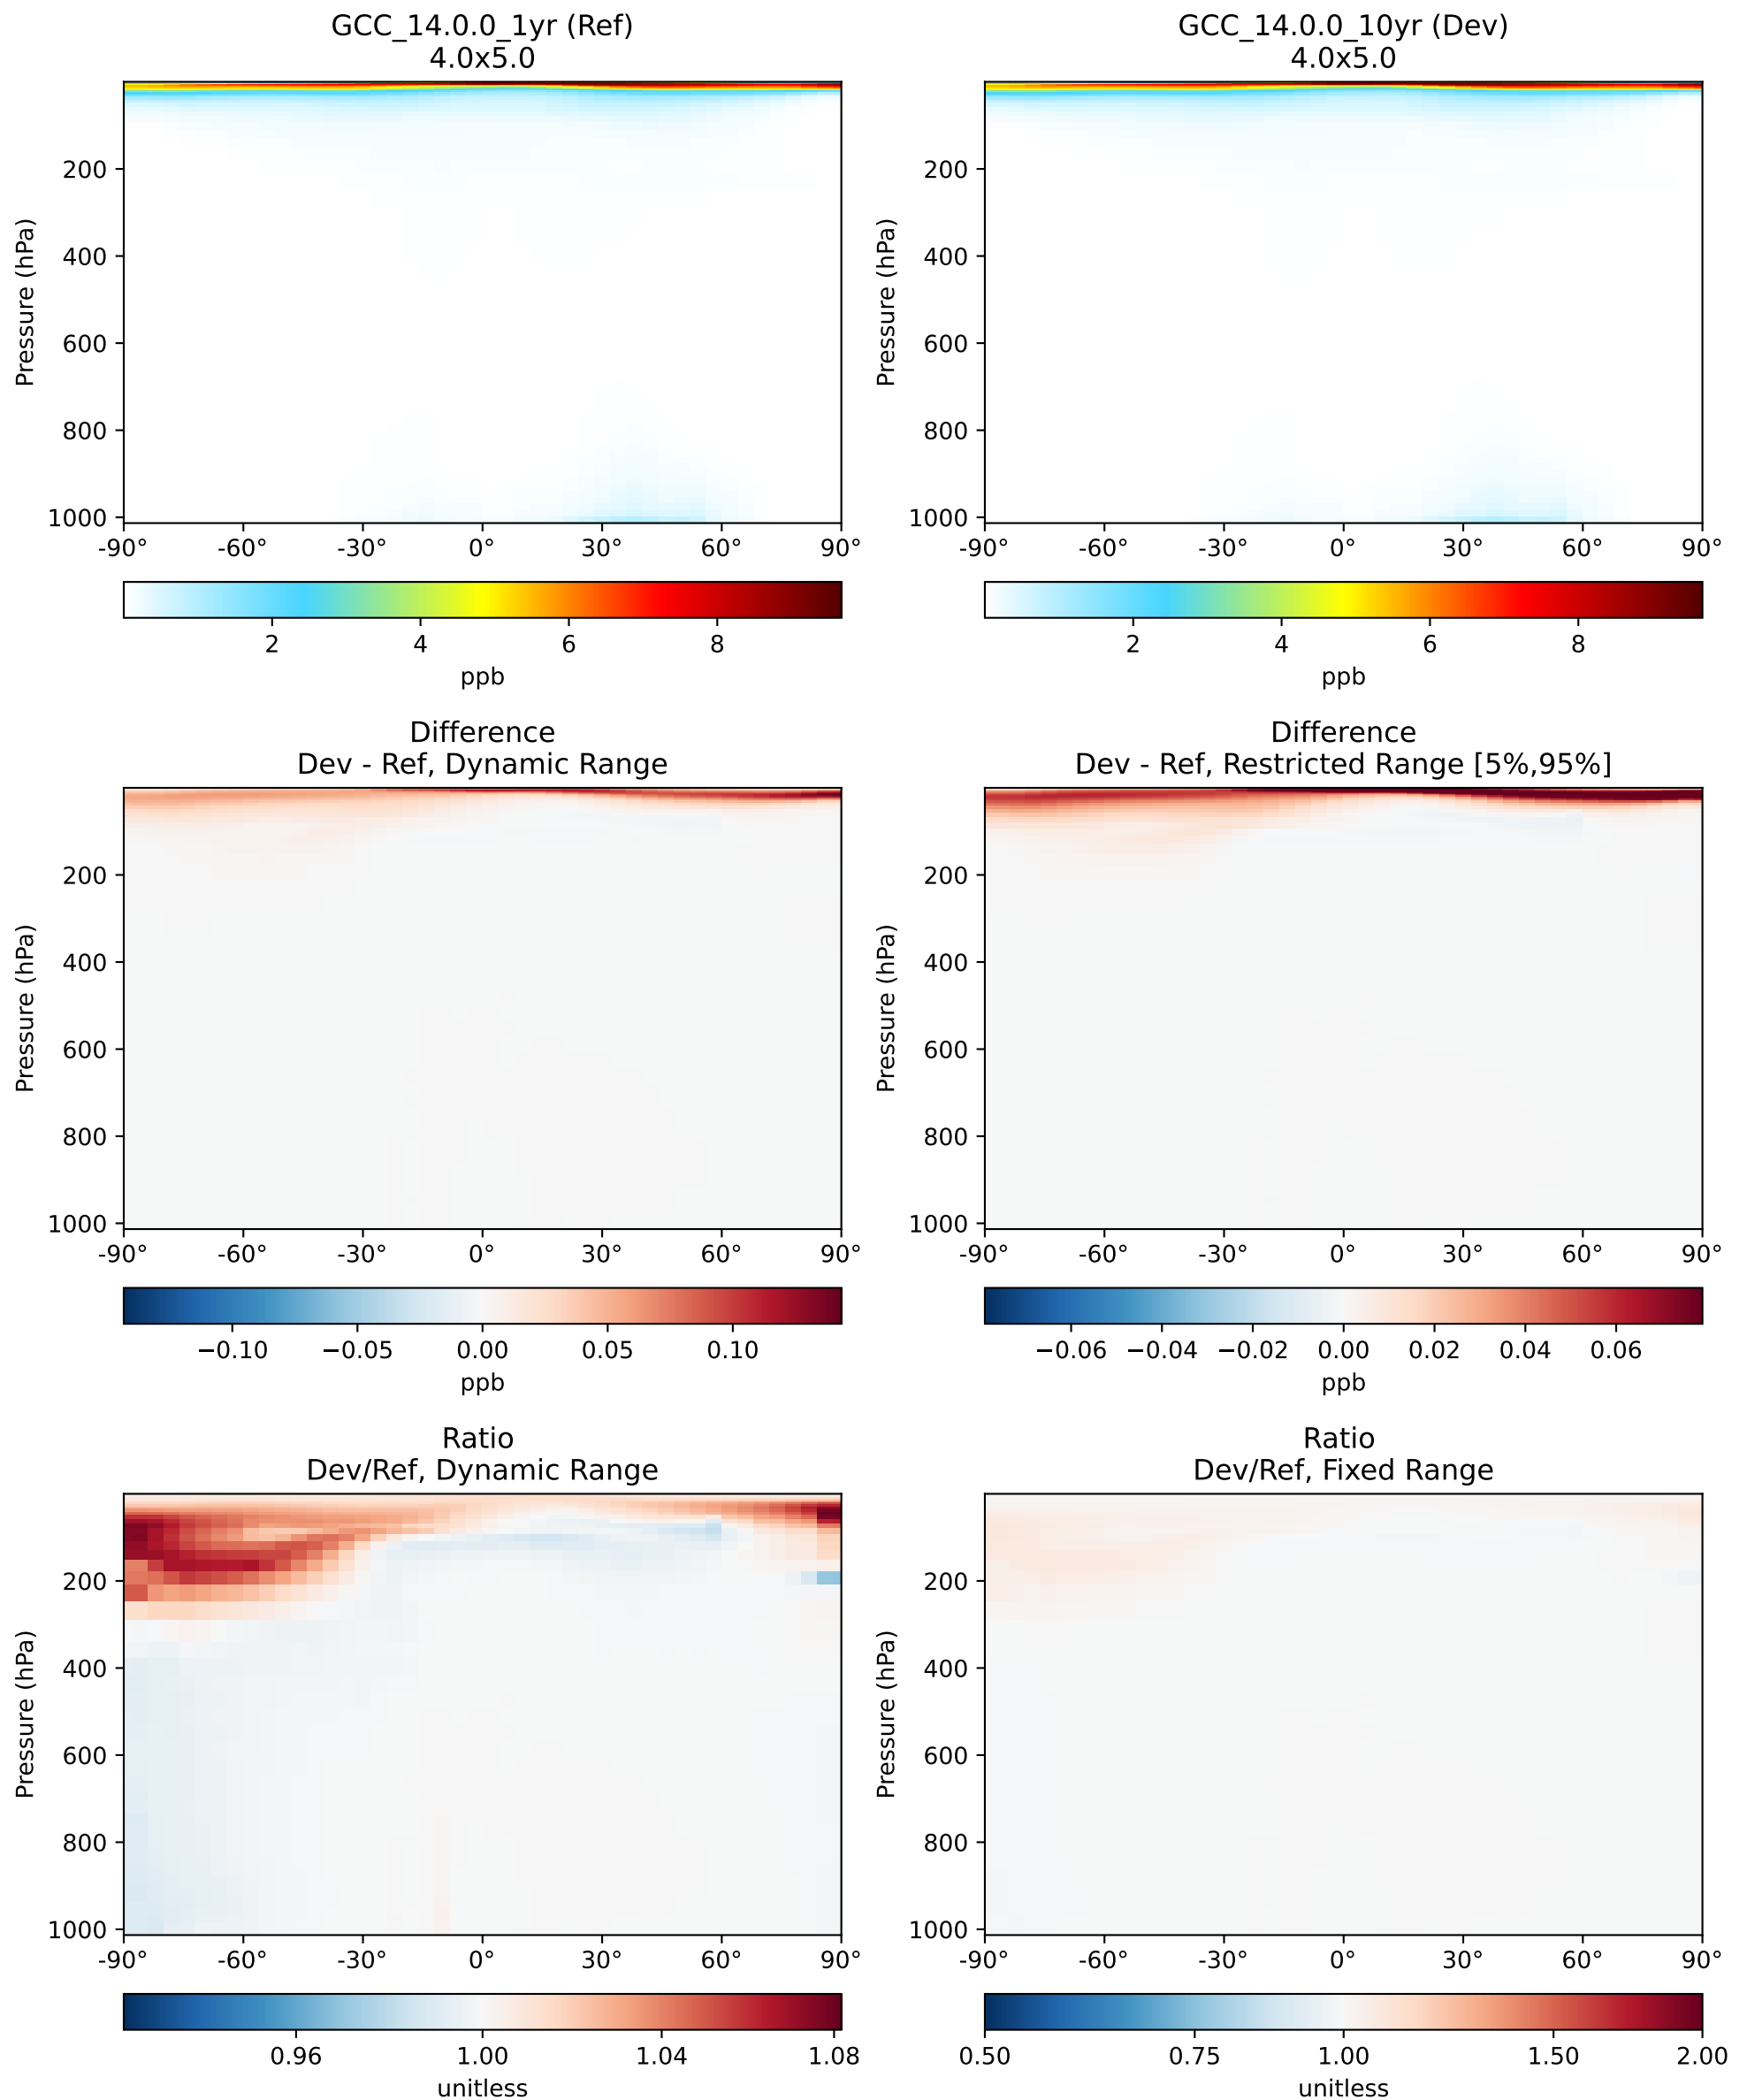 GCC_14.0.0_1yr (Ref)
4.0x5.0
Pressure (hPa)
200
400
600
800
1000
-90° -60° -30° 0° 30° 60° 90°
2 4 6 8
ppb
GCC_14.0.0_10yr (Dev)
4.0x5.0
Pressure (hPa)
200
400
600
800
1000
-90° -60° -30° 0° 30° 60° 90°
2 4 6 8
ppb
Difference
Dev - Ref, Dynamic Range
Pressure (hPa)
200
400
600
800
1000
-90° -60° -30° 0° 30° 60° 90°
−0.10 −0.05 0.00 0.05 0.10
ppb
Difference
Dev - Ref, Restricted Range [5%,95%]
Pressure (hPa)
200
400
600
800
1000
-90° -60° -30° 0° 30° 60° 90°
−0.06 −0.04 −0.02 0.00 0.02 0.04 0.06
ppb
Ratio
Dev/Ref, Dynamic Range
Pressure (hPa)
200
400
600
800
1000
-90° -60° -30° 0° 30° 60° 90°
0.96 1.00 1.04 1.08
unitless
Ratio
Dev/Ref, Fixed Range
Pressure (hPa)
200
400
600
800
1000
-90° -60° -30° 0° 30° 60° 90°
0.50 0.75 1.00 1.50 2.00
unitless